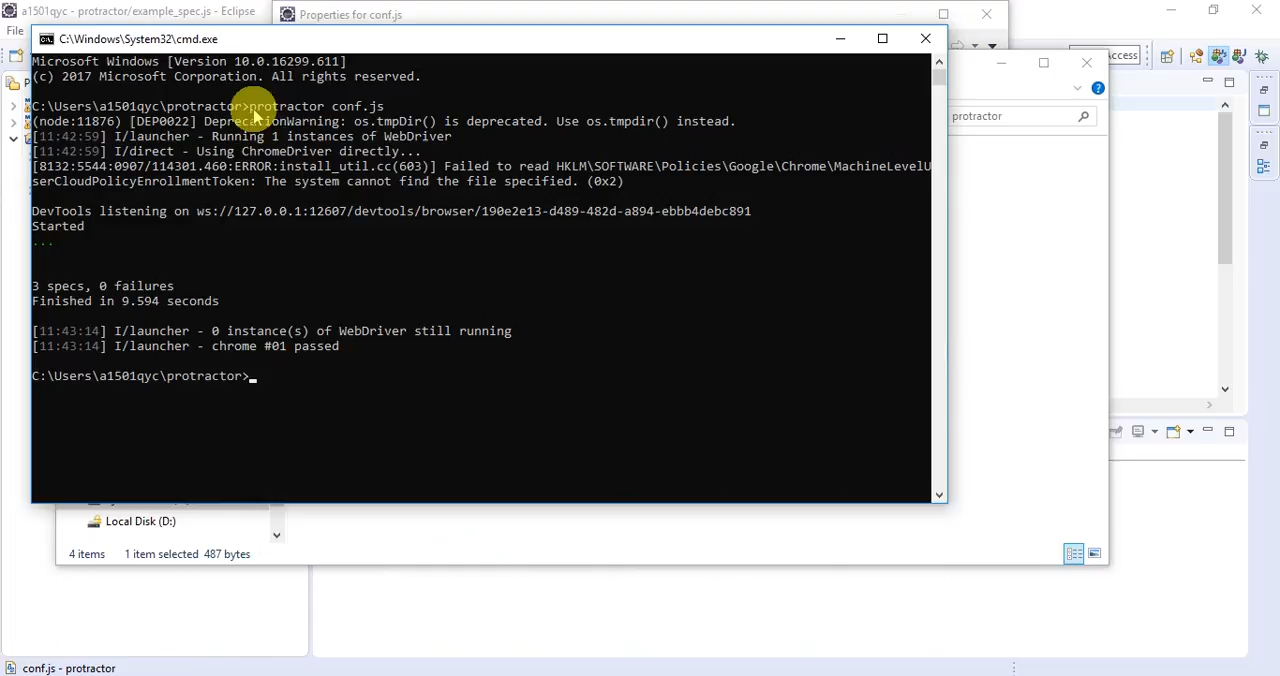 a1501qyc - protractor/example_spec.js - Eclipse
Properties for conf.js
File
C:\Windows\System32\cmd.exe
Access
Microsoft Windows [Version 10.0.16299.611]
(c) 2017 Microsoft Corporation. All rights reserved.
C:\Users\a1501qyc\protractor>protractor conf.js
protractor
(node:11876) [DEP0022] DeprecationWarning: os.tmpDir() is deprecated. Use os.tmpdir() instead.
[11:42:59] I/launcher - Running 1 instances of WebDriver
[11:42:59] I/direct - Using ChromeDriver directly...
[8132:5544:0907/114301.460:ERROR:install_util.cc(603)] Failed to read HKLM\SOFTWARE\Policies\Google\Chrome\MachineLevelU
serCloudPolicyEnrollmentToken: The system cannot find the file specified. (0x2)
DevTools listening on ws://127.0.0.1:12607/devtools/browser/190e2e13-d489-482d-a894-ebbb4debc891
Started
...
3 specs, 0 failures
Finished in 9.594 seconds
[11:43:14] I/launcher - 0 instance(s) of WebDriver still running
[11:43:14] I/launcher - chrome #01 passed
C:\Users\a1501qyc\protractor>
Local Disk (D:)
4 items 1 item selected 487 bytes
conf.js - protractor